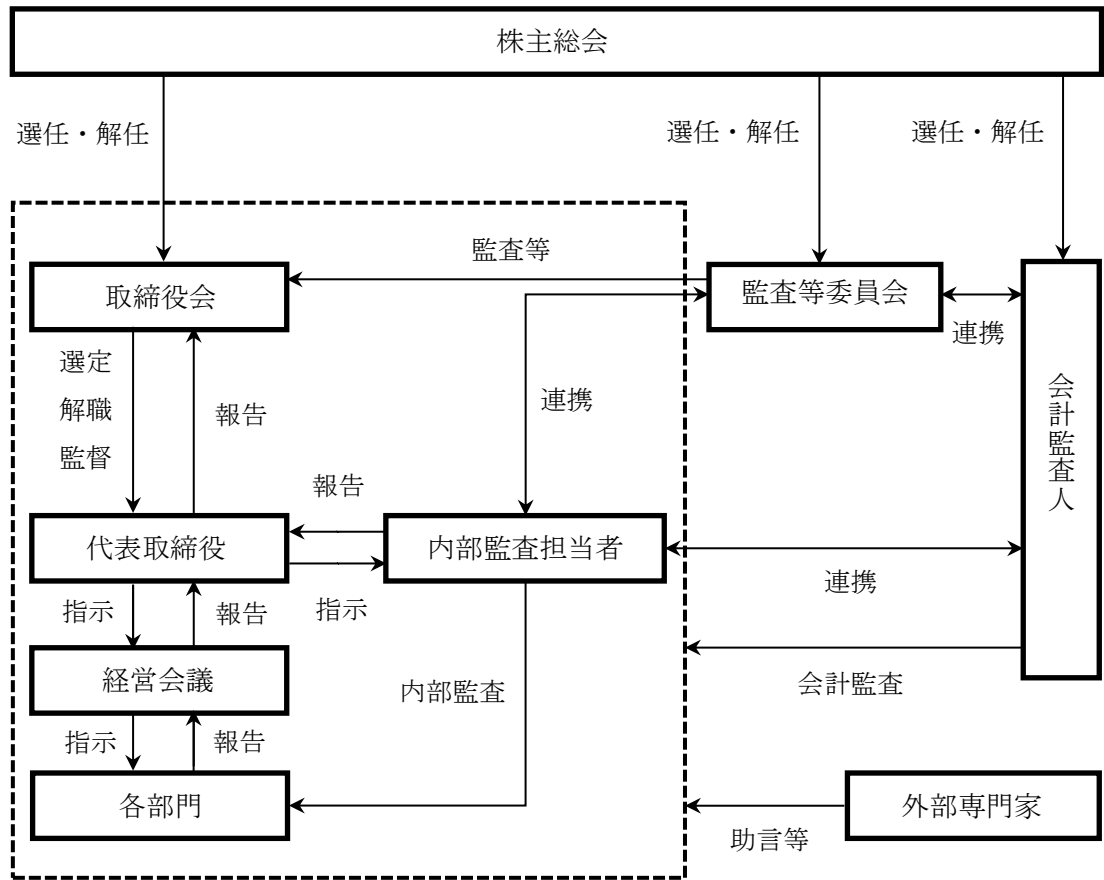 株主総会
選任・解任
選任・解任
選任・解任
監査等
取締役会
監査等委員会
連携
選定
解職
監督
報告
連携
会計監査人
報告
代表取締役
内部監査担当者
指示
報告
指示
連携
経営会議
内部監査
会計監査
指示
報告
各部門
外部専門家
助言等